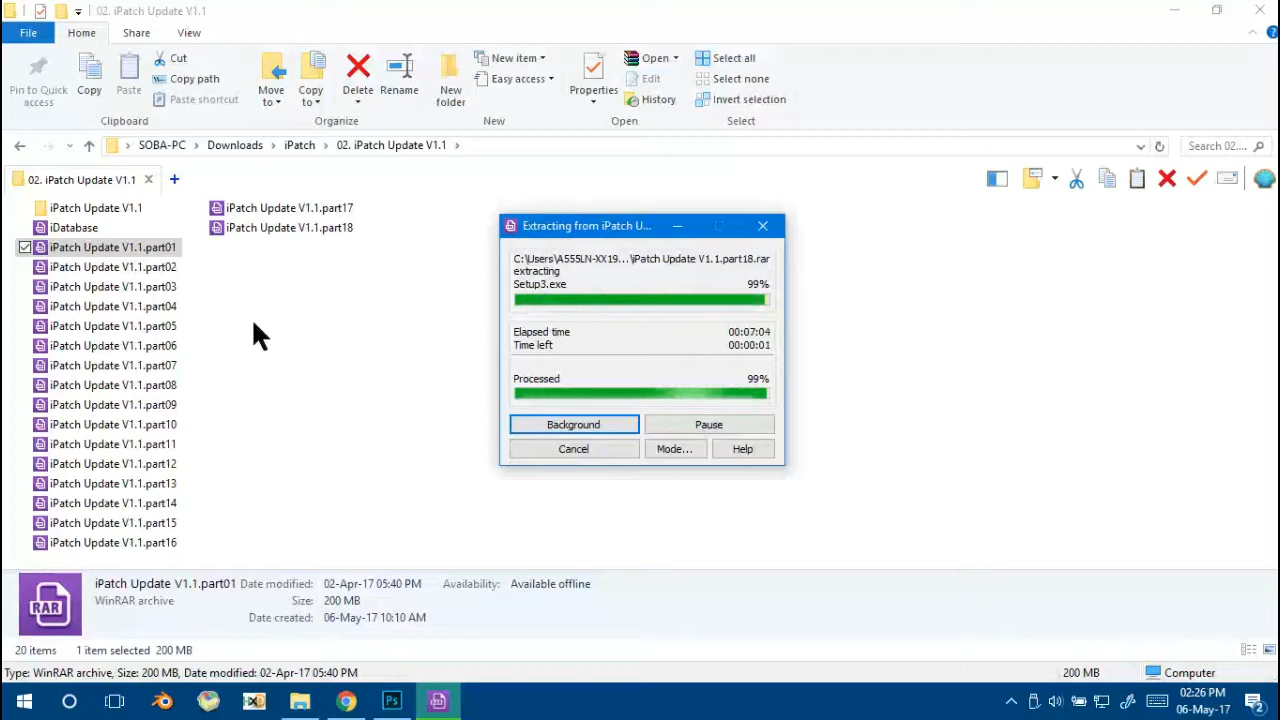 02. iPatch Update V1.1
File Home Share View
Pin to Quick access
Copy
Paste
Cut
Copy path
Paste shortcut
Clipboard
Move to
Copy to
Delete
Rename
Organize
New folder
New item
Easy access
New
Properties
Open
Edit
History
Open
Select all
Select none
Invert selection
Select
SOBA-PC > Downloads > iPatch > 02. iPatch Update V1.1 >
Search 02....
02. iPatch Update V1.1
iPatch Update V1.1
iDatabase
iPatch Update V1.1.part01
iPatch Update V1.1.part02
iPatch Update V1.1.part03
iPatch Update V1.1.part04
iPatch Update V1.1.part05
iPatch Update V1.1.part06
iPatch Update V1.1.part07
iPatch Update V1.1.part08
iPatch Update V1.1.part09
iPatch Update V1.1.part10
iPatch Update V1.1.part11
iPatch Update V1.1.part12
iPatch Update V1.1.part13
iPatch Update V1.1.part14
iPatch Update V1.1.part15
iPatch Update V1.1.part16
iPatch Update V1.1.part17
iPatch Update V1.1.part18
Extracting from iPatch U...
C:\Users\A555LN-XX19...\iPatch Update V1.1.part18.rar
extracting
Setup3.exe 99%
Elapsed time 00:07:04
Time left 00:00:01
Processed 99%
Background Pause
Cancel Mode... Help
RAR
iPatch Update V1.1.part01 Date modified: 02-Apr-17 05:40 PM Availability: Available offline
WinRAR archive Size: 200 MB
Date created: 06-May-17 10:10 AM
20 items 1 item selected 200 MB
Type: WinRAR archive, Size: 200 MB, Date modified: 02-Apr-17 05:40 PM 200 MB Computer
Ps
02:26 PM
06-May-17
2